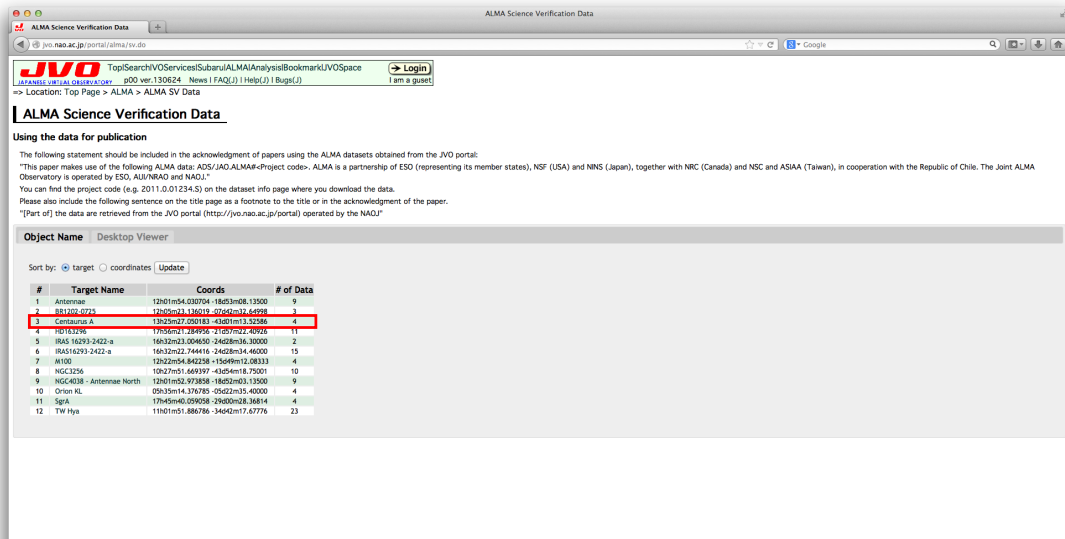 ALMA Science Verification Data
ALMA Science Verification Data +
jvo.nao.ac.jp/portal/alma/sv.do 8 Google
JVO Top|Search|VOServices|Subaru|ALMA|Analysis|Bookmark|JVOSpace → Login
JAPANESE VIRTUAL OBSERVATORY p00 ver.130624 News I FAQ(J) I Help(J) I Bugs(J) I am a guset
=> Location: Top Page > ALMA > ALMA SV Data
ALMA Science Verification Data
Using the data for publication
The following statement should be included in the acknowledgment of papers using the ALMA datasets obtained from the JVO portal:
"This paper makes use of the following ALMA data: ADS/JAO.ALMA#<Project code>. ALMA is a partnership of ESO (representing its member states), NSF (USA) and NINS (Japan), together with NRC (Canada) and NSC and ASIAA (Taiwan), in cooperation with the Republic of Chile. The Joint ALMA
Observatory is operated by ESO, AUI/NRAO and NAOJ."
You can find the project code (e.g. 2011.0.01234.S) on the dataset info page where you download the data.
Please also include the following sentence on the title page as a footnote to the title or in the acknowledgment of the paper.
"[Part of] the data are retrieved from the JVO portal (http://jvo.nao.ac.jp/portal) operated by the NAOJ"
Object Name Desktop Viewer
Sort by: target coordinates Update
# Target Name Coords # of Data
1 Antennae 12h01m54.030704 -18d53m08.13500 9
2 BR1202-0725 12h05m23.136019 -07d42m32.64998 3
3 Centaurus A 13h25m27.050183 -43d01m13.52586 4
4 HD163296 17h56m21.284956 -21d57m22.40926 11
5 IRAS 16293-2422-a 16h32m23.004650 -24d28m36.30000 2
6 IRAS16293-2422-a 16h32m22.744416 -24d28m34.46000 15
7 M100 12h22m54.842258 +15d49m12.08333 4
8 NGC3256 10h27m51.669397 -43d54m18.75001 10
9 NGC4038 - Antennae North 12h01m52.973858 -18d52m03.13500 9
10 Orion KL 05h35m14.376785 -05d22m35.40000 4
11 SgrA 17h45m40.059058 -29d00m28.36814 4
12 TW Hya 11h01m51.886786 -34d42m17.67776 23